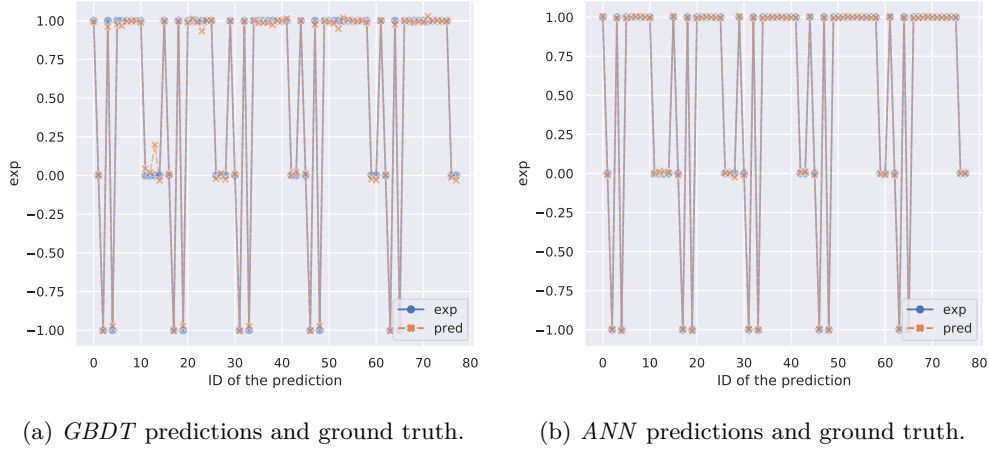 1.00
0.75
0.50
0.25
0.00
−0.25
−0.50
−0.75
−1.00
exp
0 10 20 30 40 50 60 70 80
ID of the prediction
exp
pred
(a) GBDT predictions and ground truth.
1.00
0.75
0.50
0.25
0.00
−0.25
−0.50
−0.75
−1.00
exp
0 10 20 30 40 50 60 70 80
ID of the prediction
exp
pred
(b) ANN predictions and ground truth.